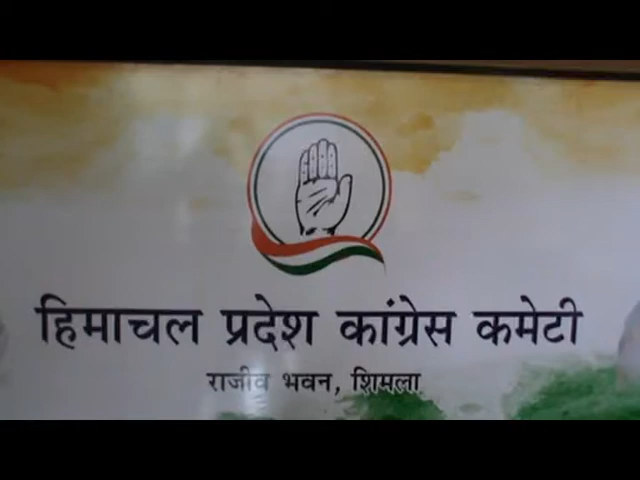 हिमाचल प्रदेश कांग्रेस कमेटी
राजीव भवन, शिमला